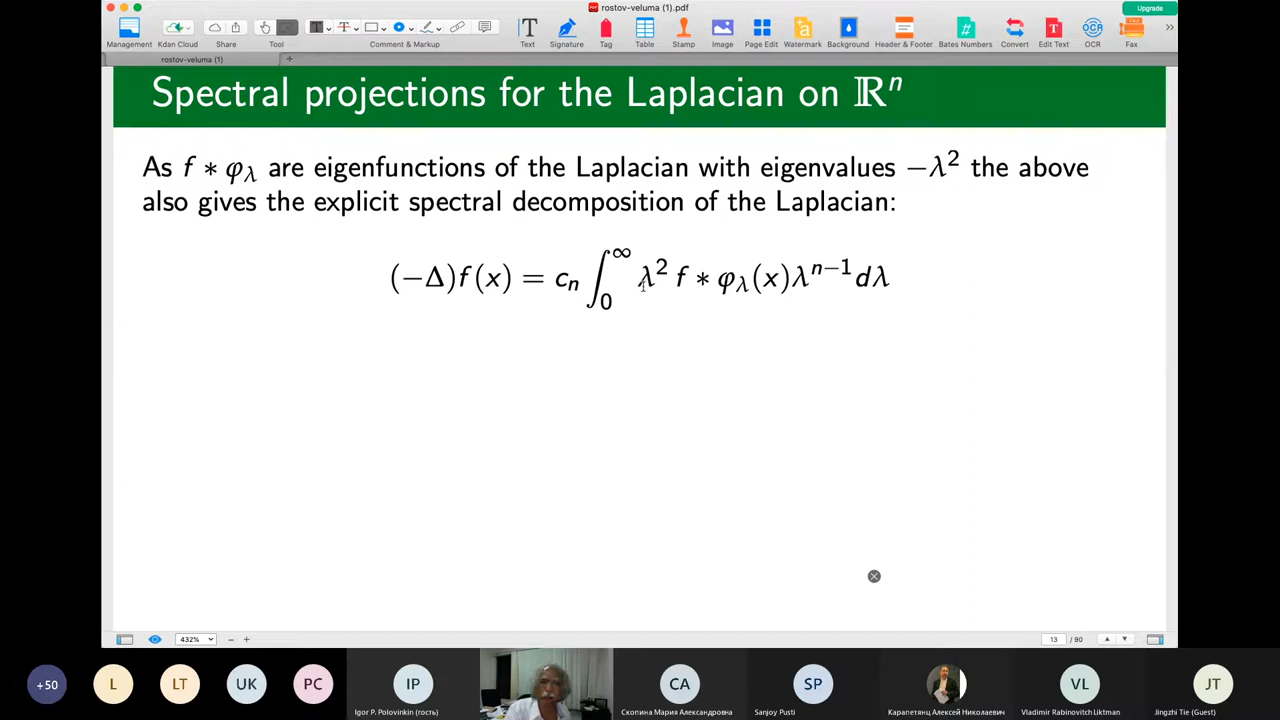 rostov-veluma (1).pdf
Upgrade
Management Kdan Cloud Share Tool Comment & Markup Text Signature Tag Table Stamp Image Page Edit Watermark Background Header & Footer Bates Numbers Convert Edit Text OCR Fax
rostov-veluma (1)
Spectral projections for the Laplacian on ℝⁿ
As f ∗ φ_λ are eigenfunctions of the Laplacian with eigenvalues −λ² the above
also gives the explicit spectral decomposition of the Laplacian:
(−Δ)f(x) = c_n ∫₀^∞ λ² f ∗ φ_λ(x)λ^{n−1}dλ
432% 13 / 90
+50 L LT UK PC IP CA SP VL JT
Igor P. Polovinkin (гость) Скопина Мария Александровна Sanjoy Pusti Карапетянц Алексей Николаевич Vladimir Rabinovitch Liktman Jingzhi Tie (Guest)